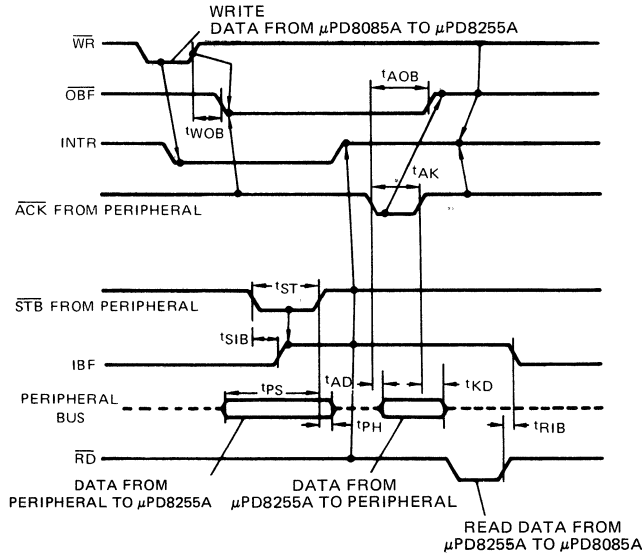 WRITE
DATA FROM μPD8085A TO μPD8255A
WR
tAOB
OBF
tWOB
INTR
tAK
ACK FROM PERIPHERAL
tST
STB FROM PERIPHERAL
tSIB
IBF
tPS
tAD
tKD
PERIPHERAL
BUS
tPH
tRIB
RD
DATA FROM
PERIPHERAL TO μPD8255A
DATA FROM
μPD8255A TO PERIPHERAL
READ DATA FROM
μPD8255A TO μPD8085A